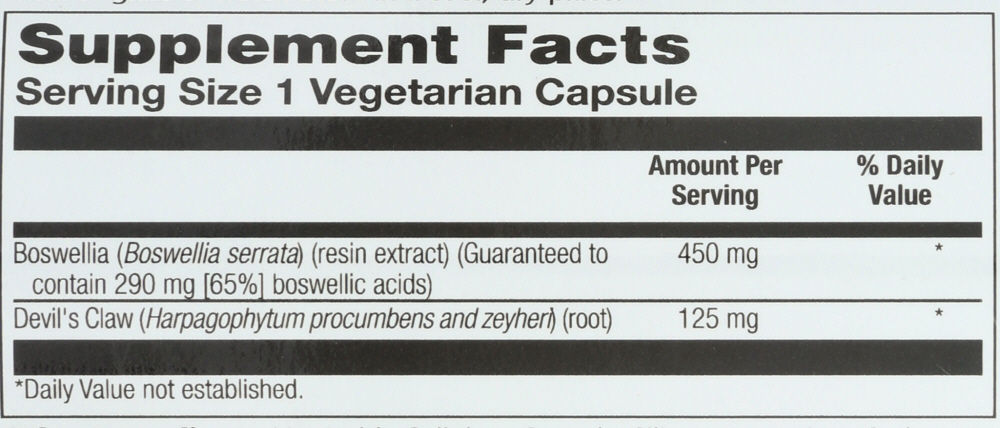 Supplement Facts
Serving Size 1 Vegetarian Capsule
Amount Per % Daily
Serving Value
Boswellia (Boswellia serrata) (resin extract) (Guaranteed to 450 mg *
contain 290 mg [65%] boswellic acids)
Devil's Claw (Harpagophytum procumbens and zeyheri) (root) 125 mg *
*Daily Value not established.